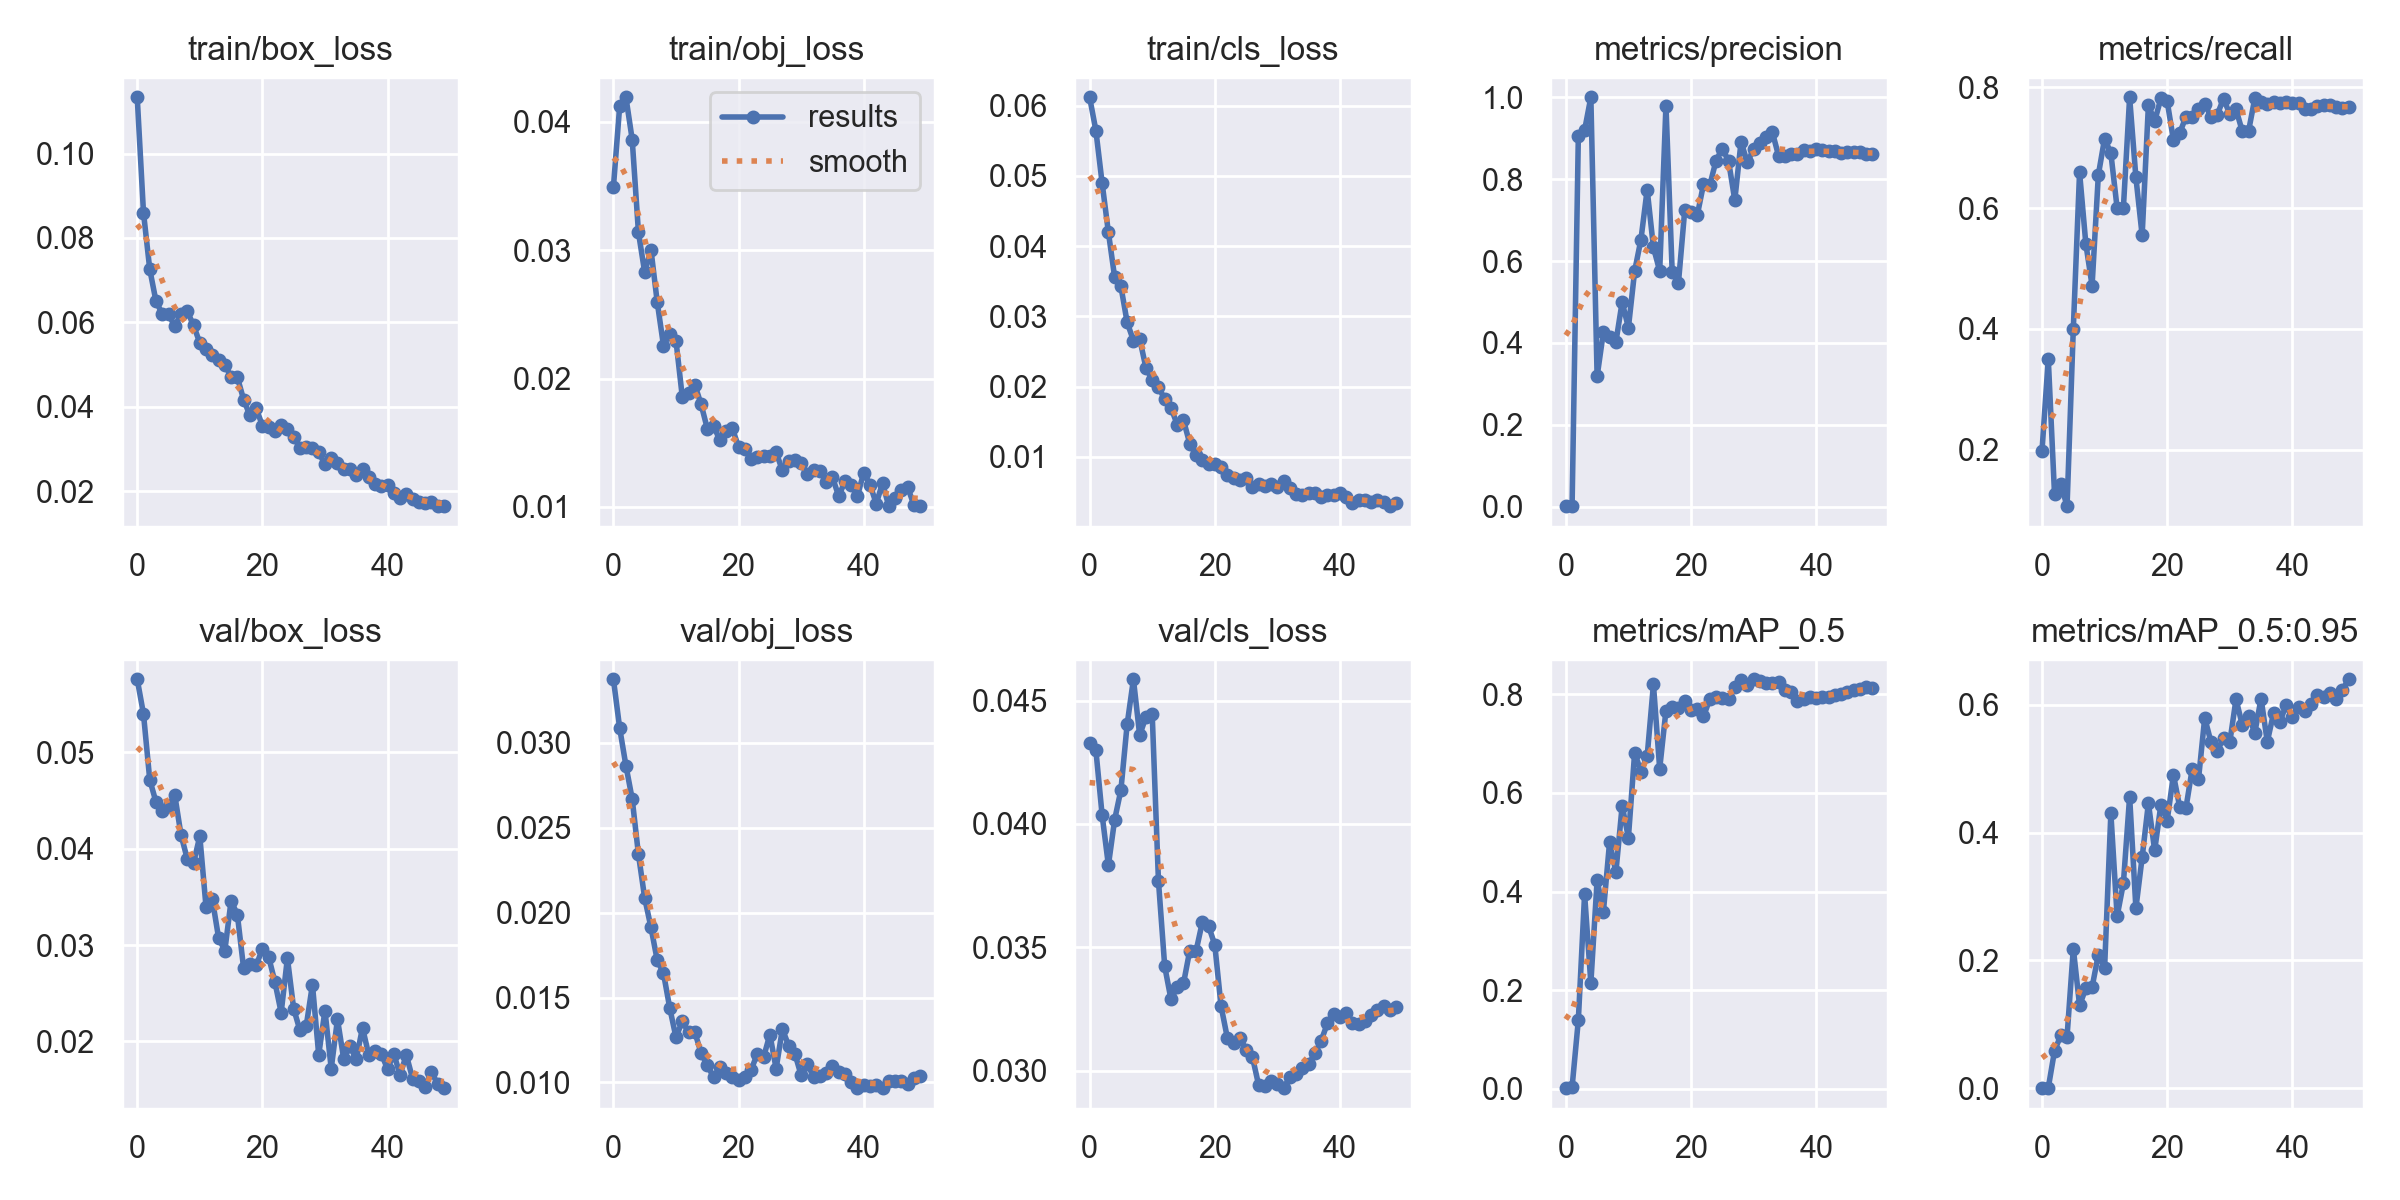 train/box_loss
train/obj_loss
train/cls_loss
metrics/precision
metrics/recall
0.10
0.08
0.06
0.04
0.02
0 20 40
0.04
0.03
0.02
0.01
results
smooth
0 20 40
0.06
0.05
0.04
0.03
0.02
0.01
0 20 40
1.0
0.8
0.6
0.4
0.2
0.0
0 20 40
0.8
0.6
0.4
0.2
0 20 40
val/box_loss
val/obj_loss
val/cls_loss
metrics/mAP_0.5
metrics/mAP_0.5:0.95
0.05
0.04
0.03
0.02
0 20 40
0.030
0.025
0.020
0.015
0.010
0 20 40
0.045
0.040
0.035
0.030
0 20 40
0.8
0.6
0.4
0.2
0.0
0 20 40
0.6
0.4
0.2
0.0
0 20 40